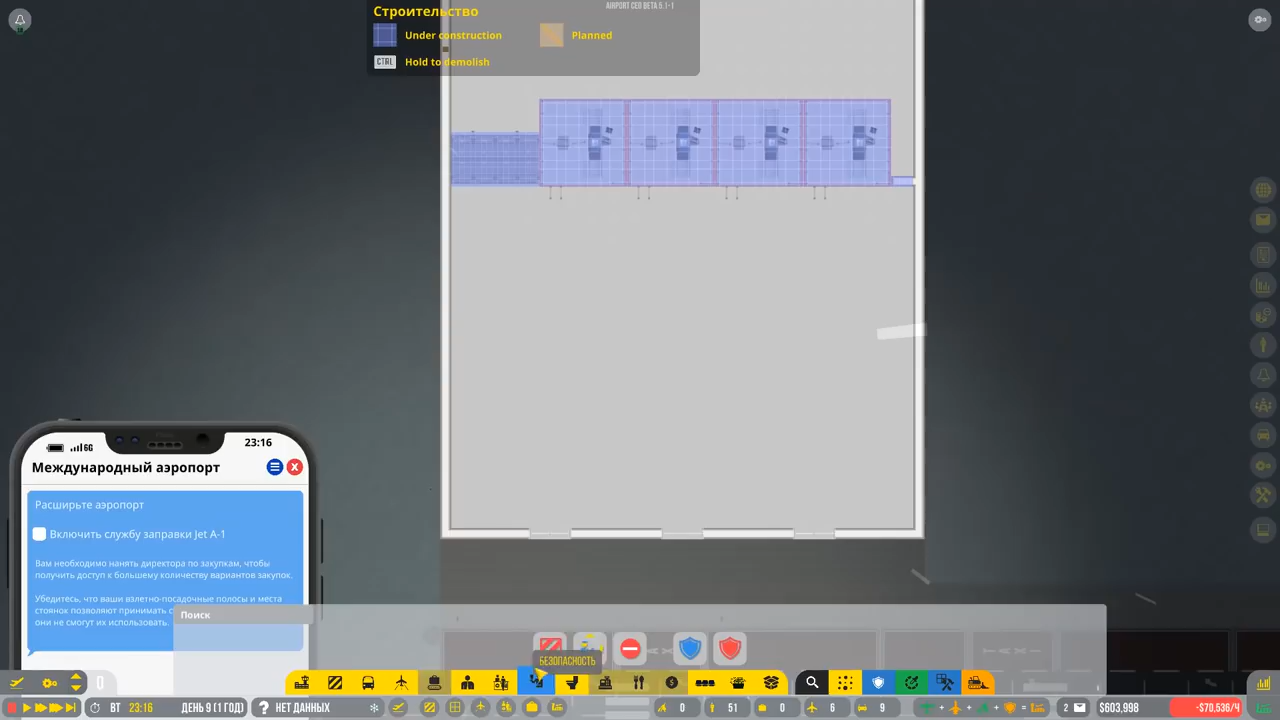 Строительство
AIRPORT CEO BETA 5.1-1
Under construction
Planned
CTRL
Hold to demolish
6G
23:16
Международный аэропорт
X
Расширьте аэропорт
Включить службу заправки Jet A-1
Вам необходимо нанять директора по закупкам, чтобы
получить доступ к большему количеству вариантов закупок.
Убедитесь, что ваши взлетно-посадочные полосы и места
стоянок позволяют принимать
они не смогут их использовать.
Поиск
БЕЗОПАСНОСТЬ
0
ВТ
23:16
ДЕНЬ 9 (1 ГОД)
?
НЕТ ДАННЫХ
0
51
0
6
9
2
$603,998
-$70,536/Ч